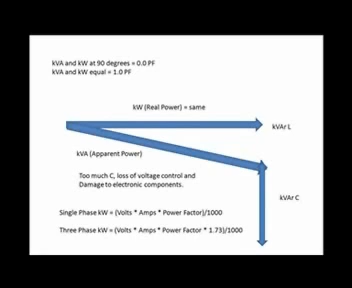 kVA and kW at 90 degrees = 0.0 PF
kVA and kW equal = 1.0 PF
kW (Real Power) = same
kVAr L
kVA (Apparent Power)
Too much C, loss of voltage control and
Damage to electronic components.
kVAr C
Single Phase kW = (Volts * Amps * Power Factor)/1000
Three Phase kW = (Volts * Amps * Power Factor * 1.73)/1000